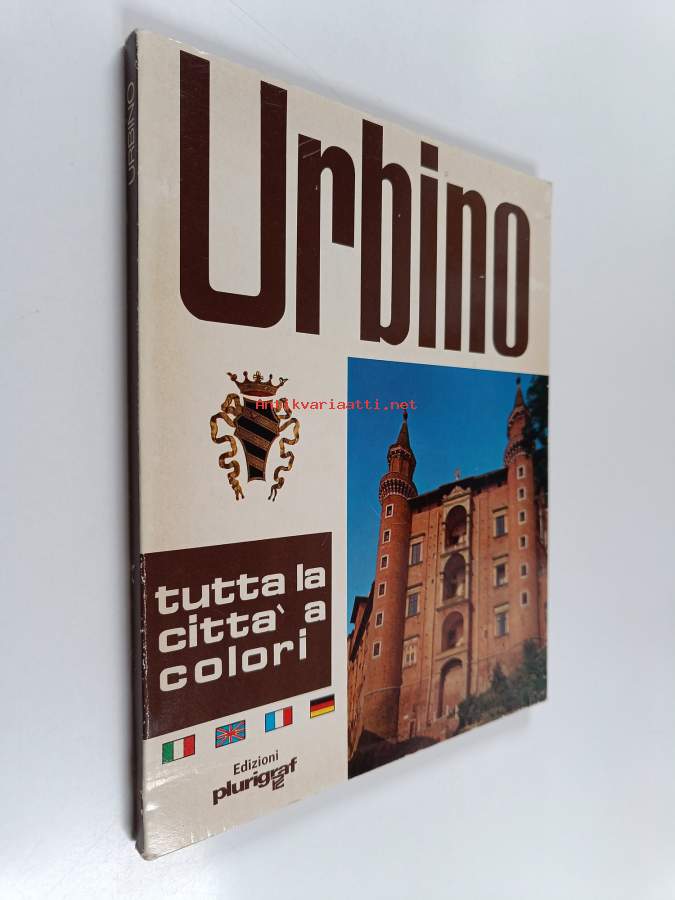 URBINO
Urbino
Antikvariaatti.net
tutta la
citta` a
colori
Edizioni
plurigraf